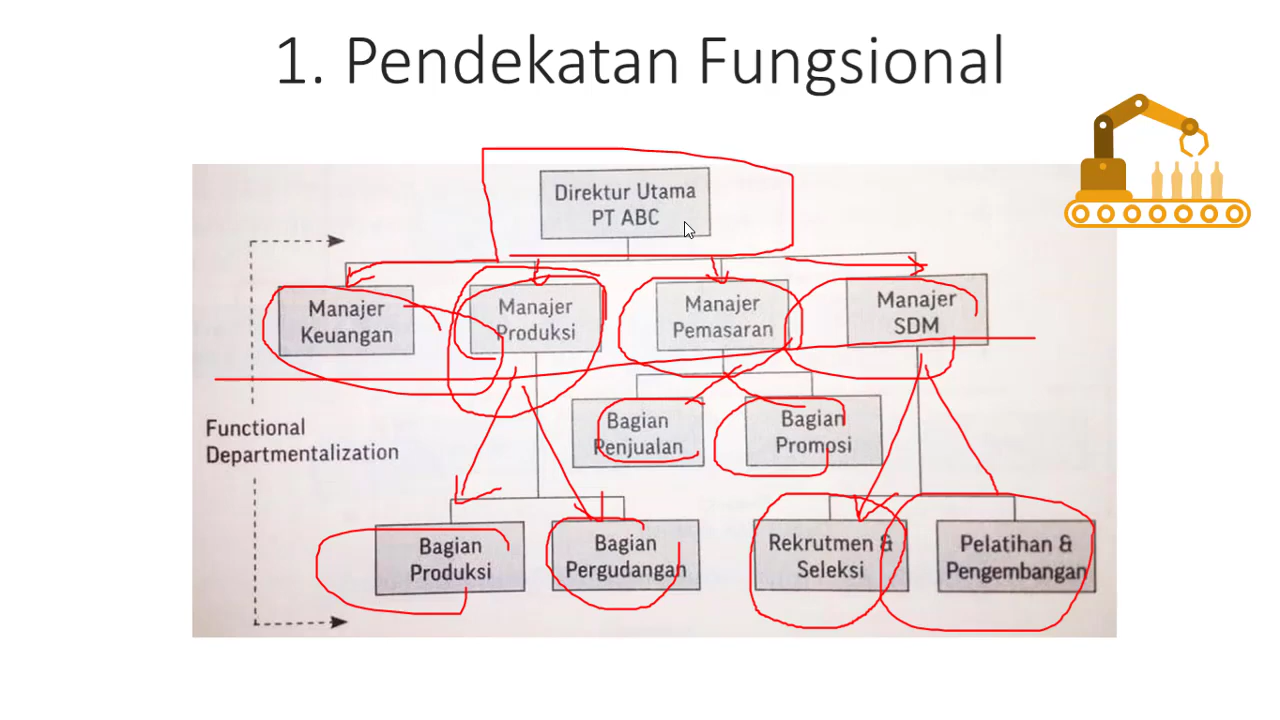 1. Pendekatan Fungsional
Direktur Utama
PT ABC
Manajer
Keuangan
Manajer
Produksi
Manajer
Pemasaran
Manajer
SDM
Functional
Departmentalization
Bagian
Penjualan
Bagian
Promosi
Bagian
Produksi
Bagian
Pergudangan
Rekrutmen &
Seleksi
Pelatihan &
Pengembangan